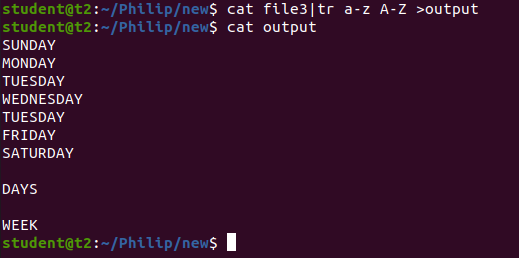 student@t2:~/Philip/new$ cat file3|tr a-z A-Z >output
student@t2:~/Philip/new$ cat output
SUNDAY
MONDAY
TUESDAY
WEDNESDAY
TUESDAY
FRIDAY
SATURDAY

DAYS

WEEK
student@t2:~/Philip/new$